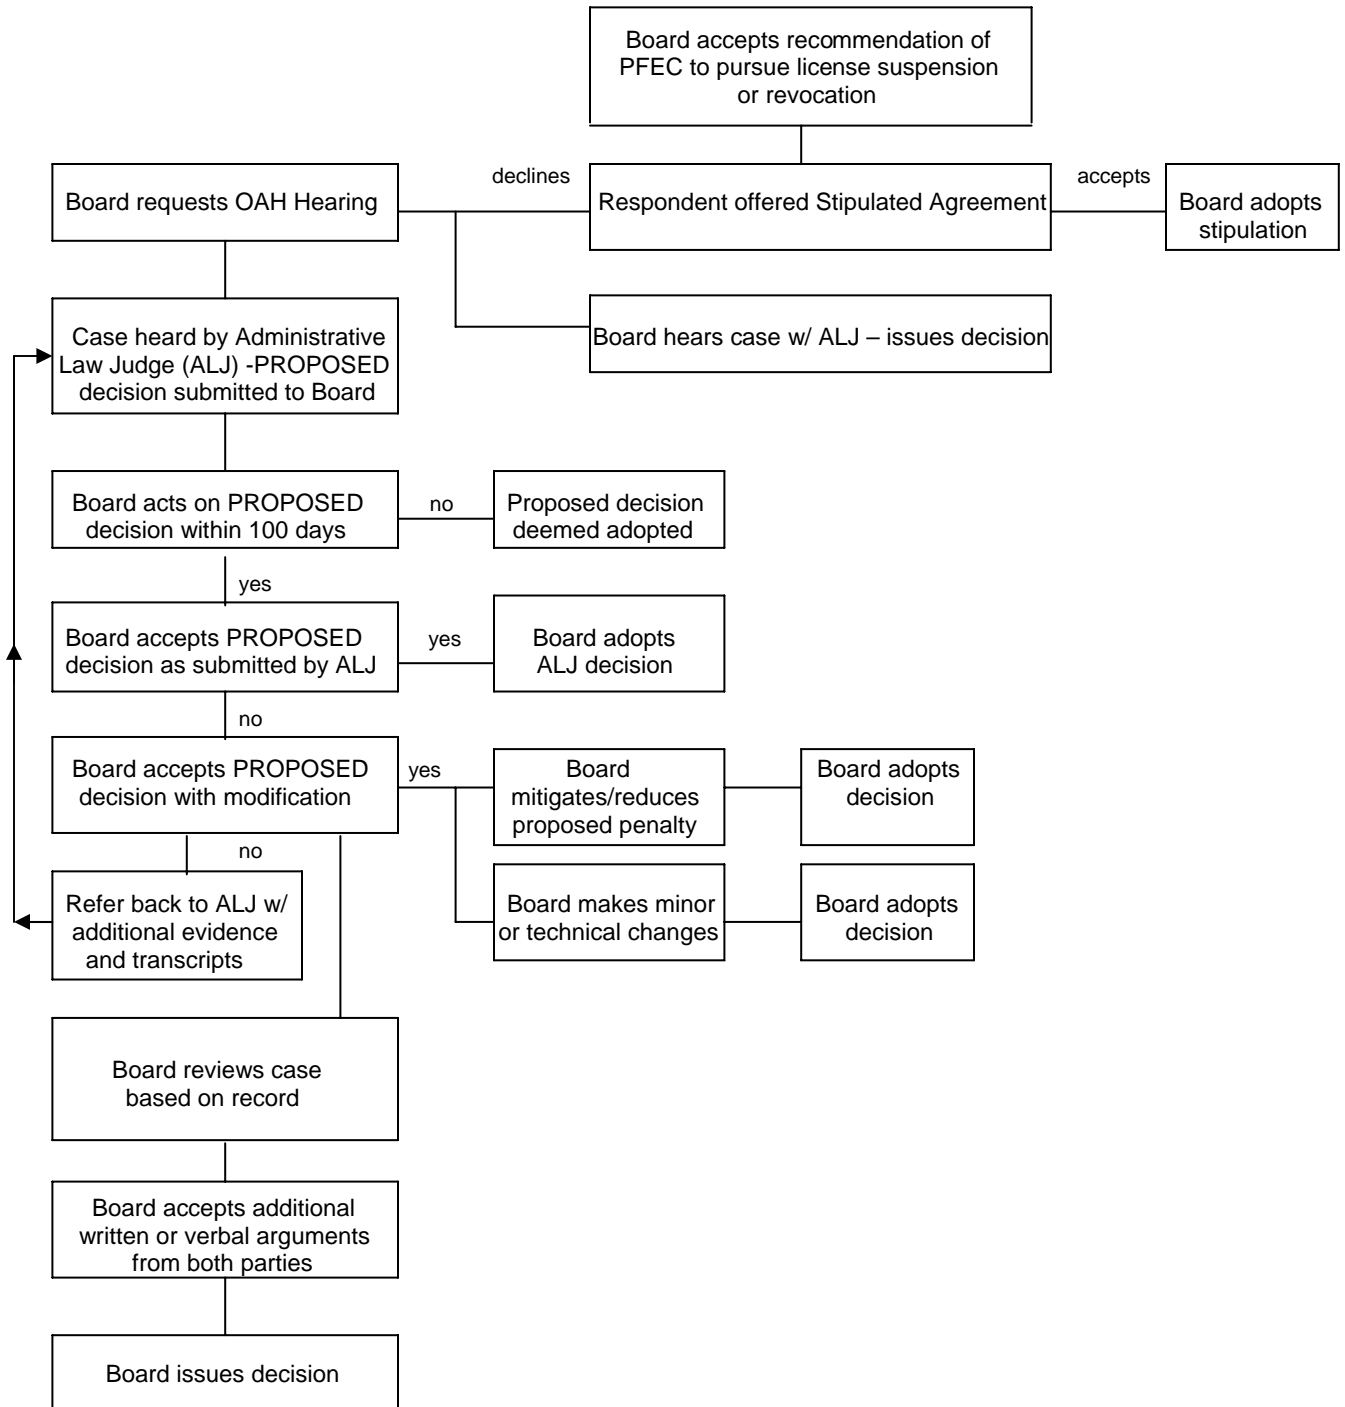 Board accepts recommendation of
PFEC to pursue license suspension
or revocation
declines
accepts
Board requests OAH Hearing
Respondent offered Stipulated Agreement
Board adopts
stipulation
Case heard by Administrative
Law Judge (ALJ) -PROPOSED
decision submitted to Board
Board hears case w/ ALJ – issues decision
Board acts on PROPOSED
decision within 100 days
no
Proposed decision
deemed adopted
yes
Board accepts PROPOSED
decision as submitted by ALJ
yes
Board adopts
ALJ decision
no
Board accepts PROPOSED
decision with modification
yes
Board
mitigates/reduces
proposed penalty
Board adopts
decision
no
Refer back to ALJ w/
additional evidence
and transcripts
Board makes minor
or technical changes
Board adopts
decision
Board reviews case
based on record
Board accepts additional
written or verbal arguments
from both parties
Board issues decision